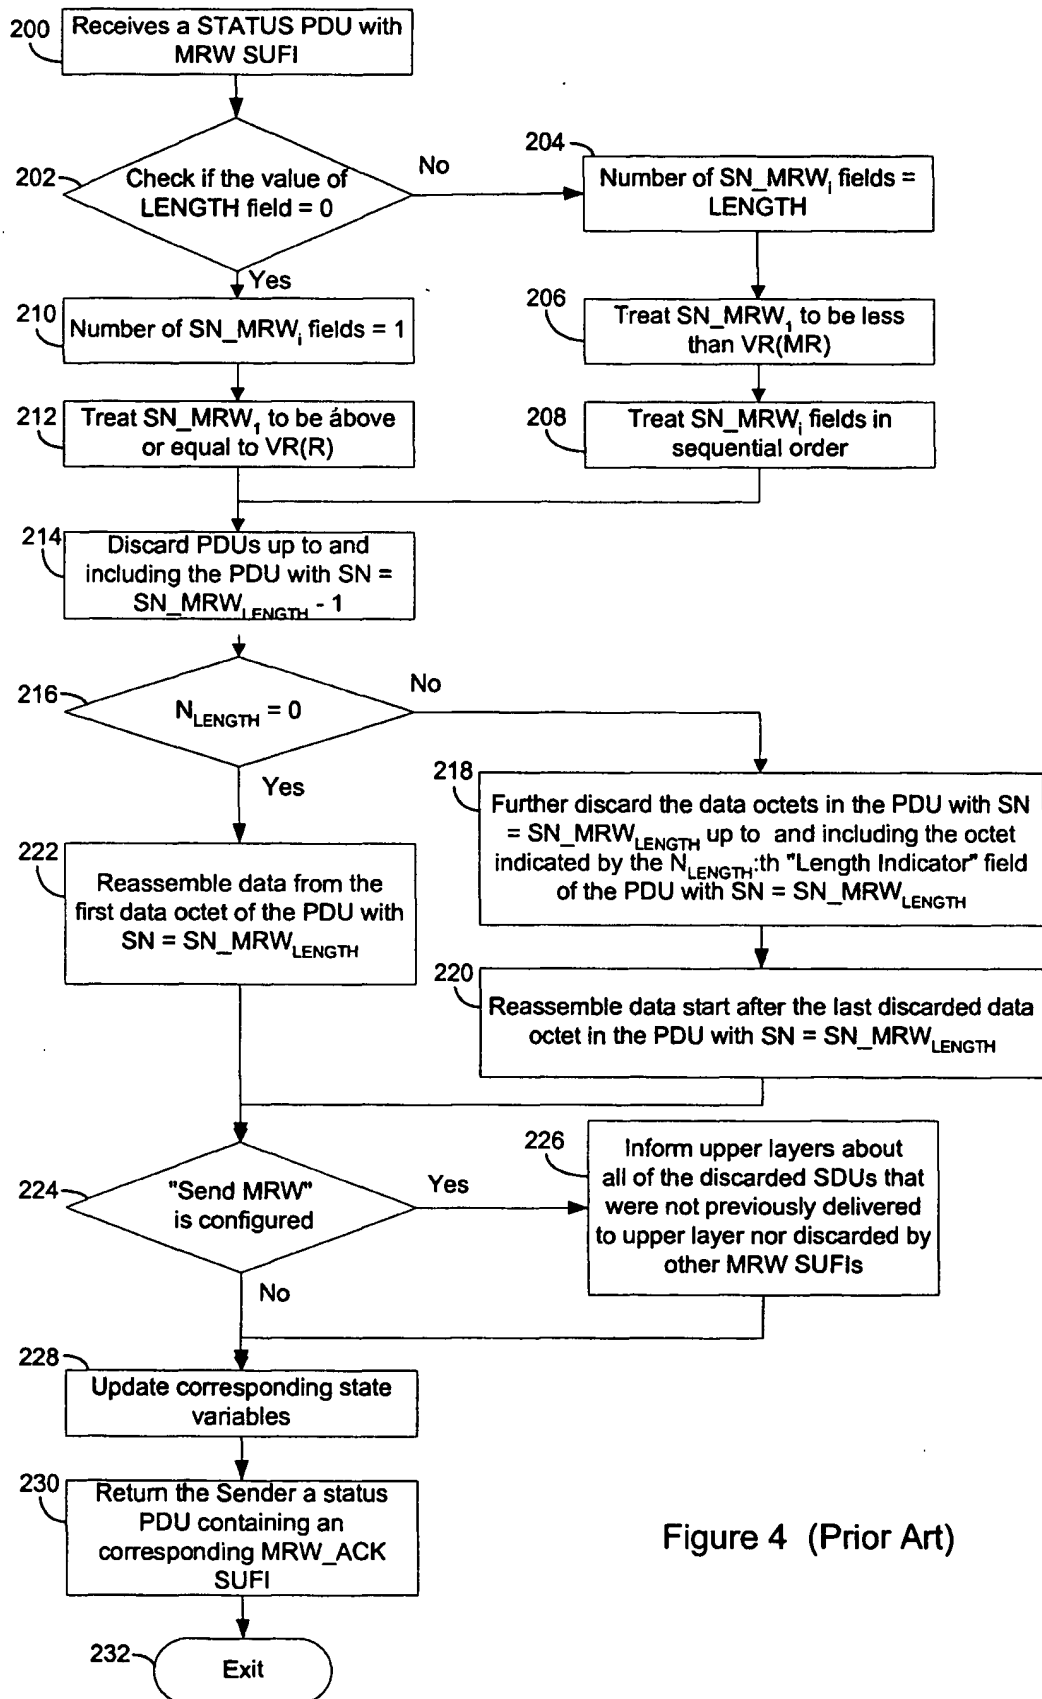 200
Receives a STATUS PDU with
MRW SUFI
202
Check if the value of
LENGTH field = 0
No
Yes
204
Number of SN_MRWi fields =
LENGTH
210
Number of SN_MRWi fields = 1
206
Treat SN_MRW1 to be less
than VR(MR)
212
Treat SN_MRW1 to be above
or equal to VR(R)
208
Treat SN_MRWi fields in
sequential order
214
Discard PDUs up to and
including the PDU with SN =
SN_MRWLENGTH - 1
216
NLENGTH = 0
No
Yes
218
Further discard the data octets in the PDU with SN
= SN_MRWLENGTH up to and including the octet
indicated by the NLENGTH:th "Length Indicator" field
of the PDU with SN = SN_MRWLENGTH
222
Reassemble data from the
first data octet of the PDU with
SN = SN_MRWLENGTH
220
Reassemble data start after the last discarded data
octet in the PDU with SN = SN_MRWLENGTH
224
"Send MRW"
is configured
Yes
No
226
Inform upper layers about
all of the discarded SDUs that
were not previously delivered
to upper layer nor discarded by
other MRW SUFIs
228
Update corresponding state
variables
230
Return the Sender a status
PDU containing an
corresponding MRW_ACK
SUFI
232
Exit
Figure 4 (Prior Art)